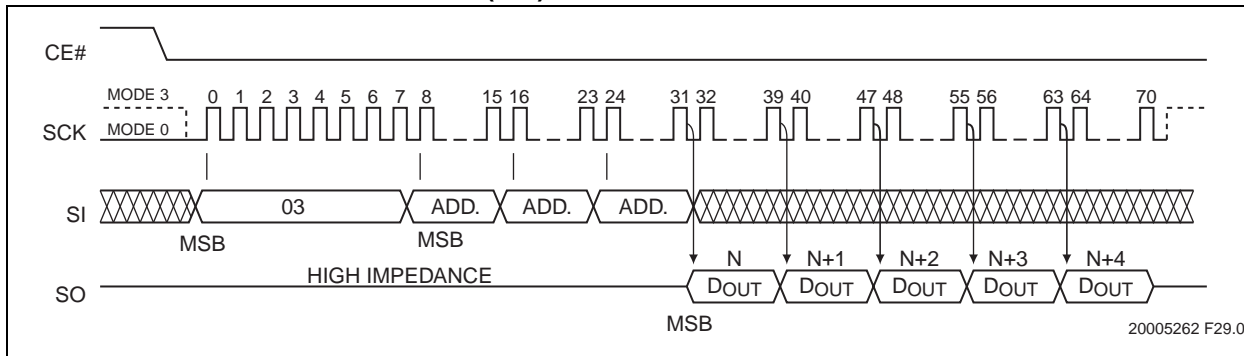 CE#
MODE 3
0 1 2 3 4 5 6 7 8 15 16 23 24 31 32 39 40 47 48 55 56 63 64 70
SCK
MODE 0
SI
03 ADD. ADD. ADD.
MSB MSB
HIGH IMPEDANCE
N N+1 N+2 N+3 N+4
SO
DOUT DOUT DOUT DOUT DOUT
MSB
20005262 F29.0